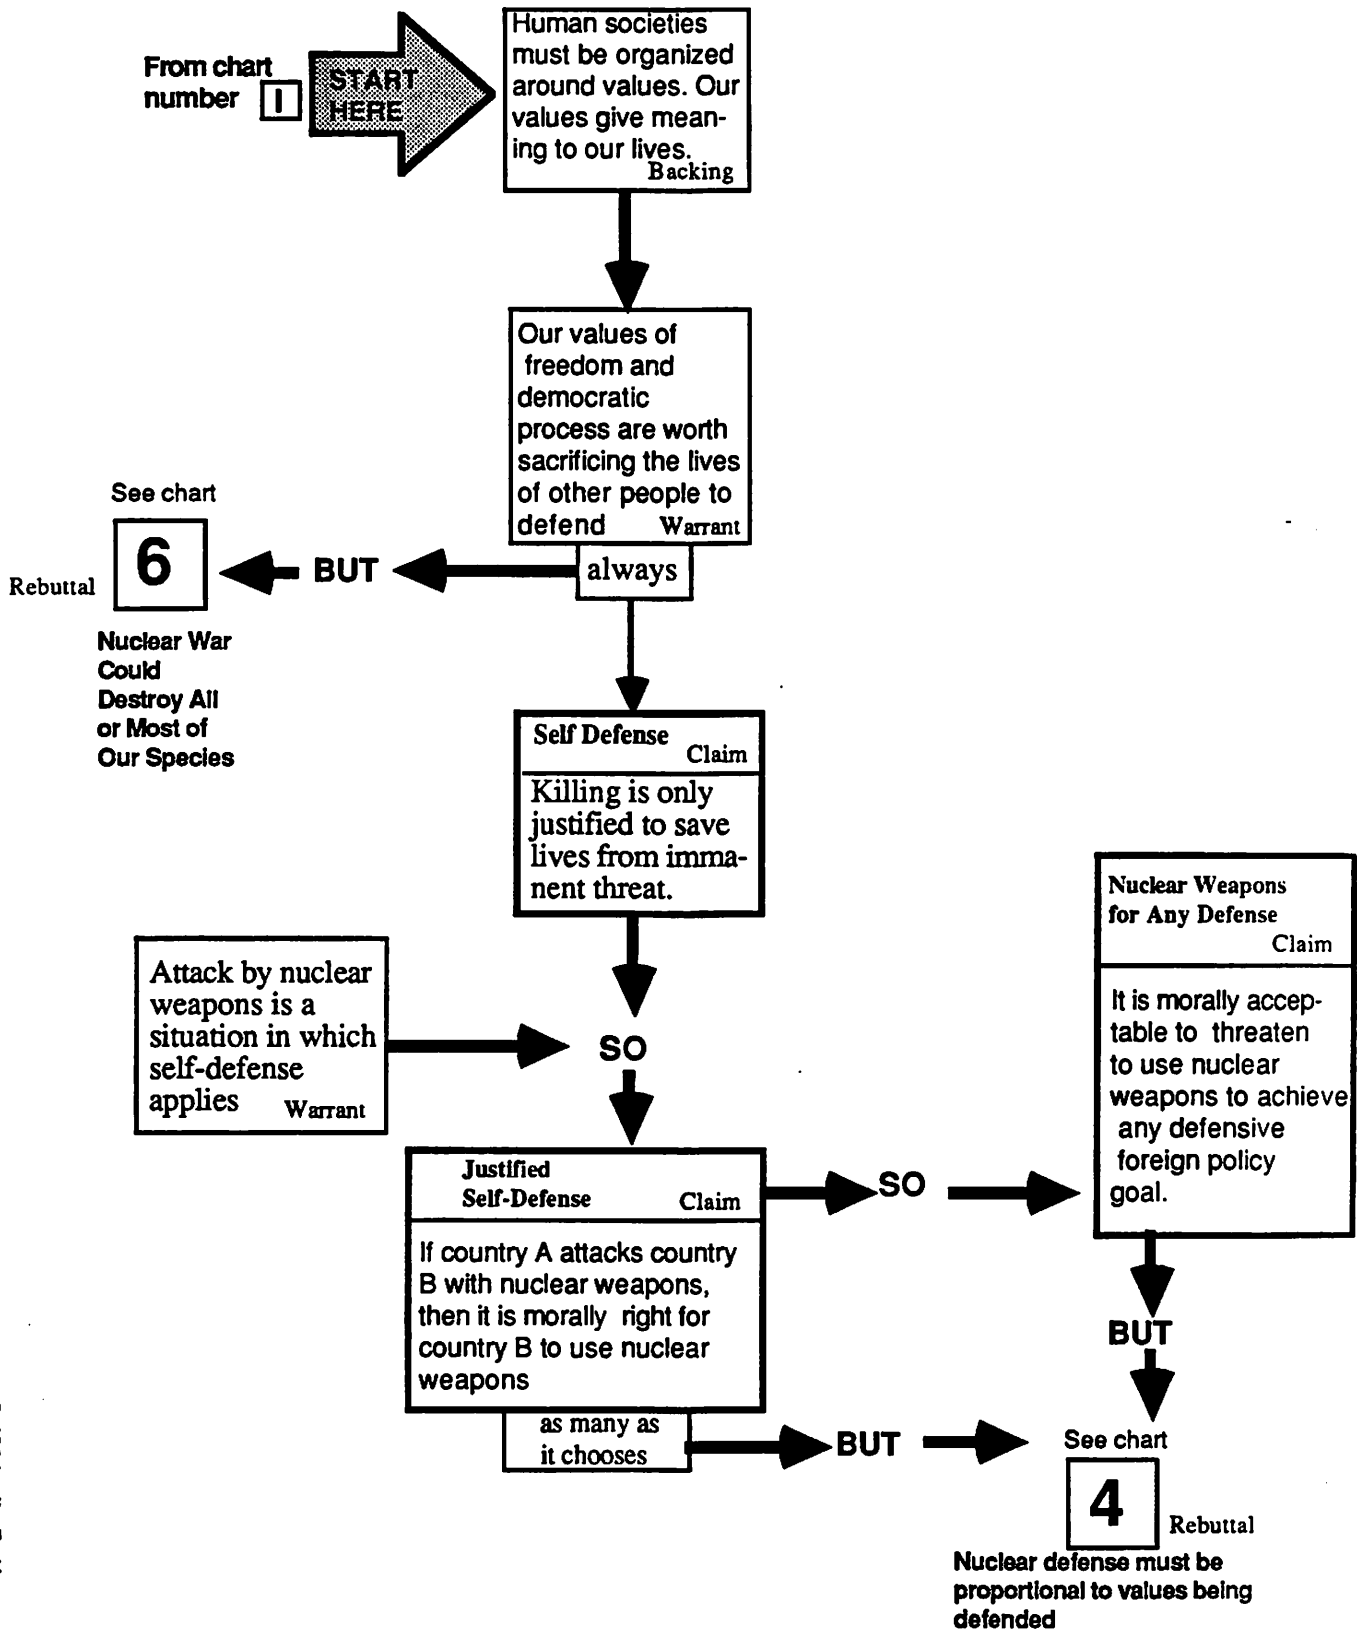 From chart
number 1
START
HERE
Human societies
must be organized
around values. Our
values give mean-
ing to our lives.
Backing
Our values of
freedom and
democratic
process are worth
sacrificing the lives
of other people to
defend Warrant
always
BUT
See chart
6
Rebuttal
Nuclear War
Could
Destroy All
or Most of
Our Species
Self Defense
Claim
Killing is only
justified to save
lives from imma-
nent threat.
Attack by nuclear
weapons is a
situation in which
self-defense
applies Warrant
SO
Justified
Self-Defense Claim
If country A attacks country
B with nuclear weapons,
then it is morally right for
country B to use nuclear
weapons
as many as
it chooses
SO
Nuclear Weapons
for Any Defense
Claim
It is morally accep-
table to threaten
to use nuclear
weapons to achieve
any defensive
foreign policy
goal.
BUT
BUT
See chart
4
Rebuttal
Nuclear defense must be
proportional to values being
defended